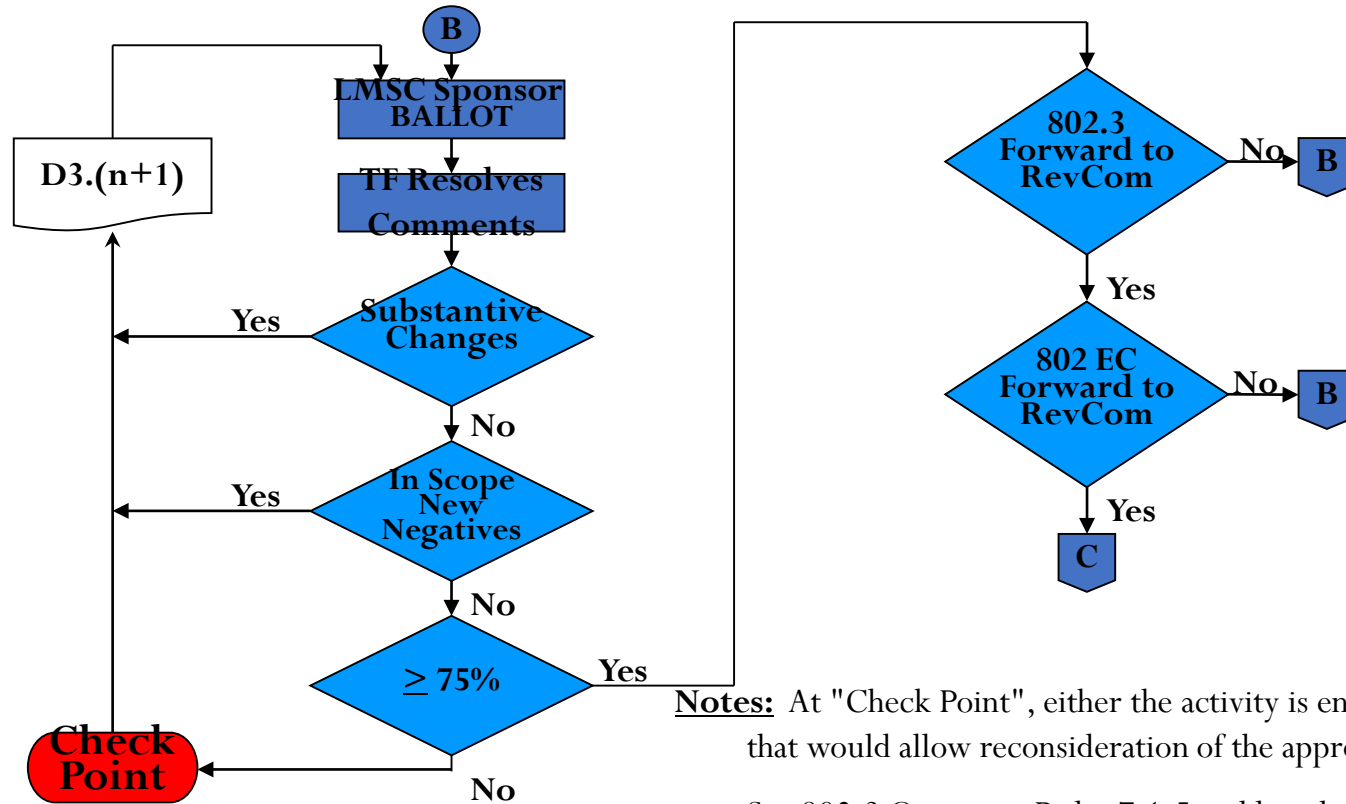 B
LMSC Sponsor
BALLOT
D3.(n+1)
TF Resolves
Comments
Substantive
Changes
Yes
No
In Scope
New
Negatives
Yes
No
≥ 75%
Yes
No
Check
Point
802.3
Forward to
RevCom
No
B
Yes
802 EC
Forward to
RevCom
No
B
Yes
C
Notes: At "Check Point", either the activity is
that would allow reconsideration of the